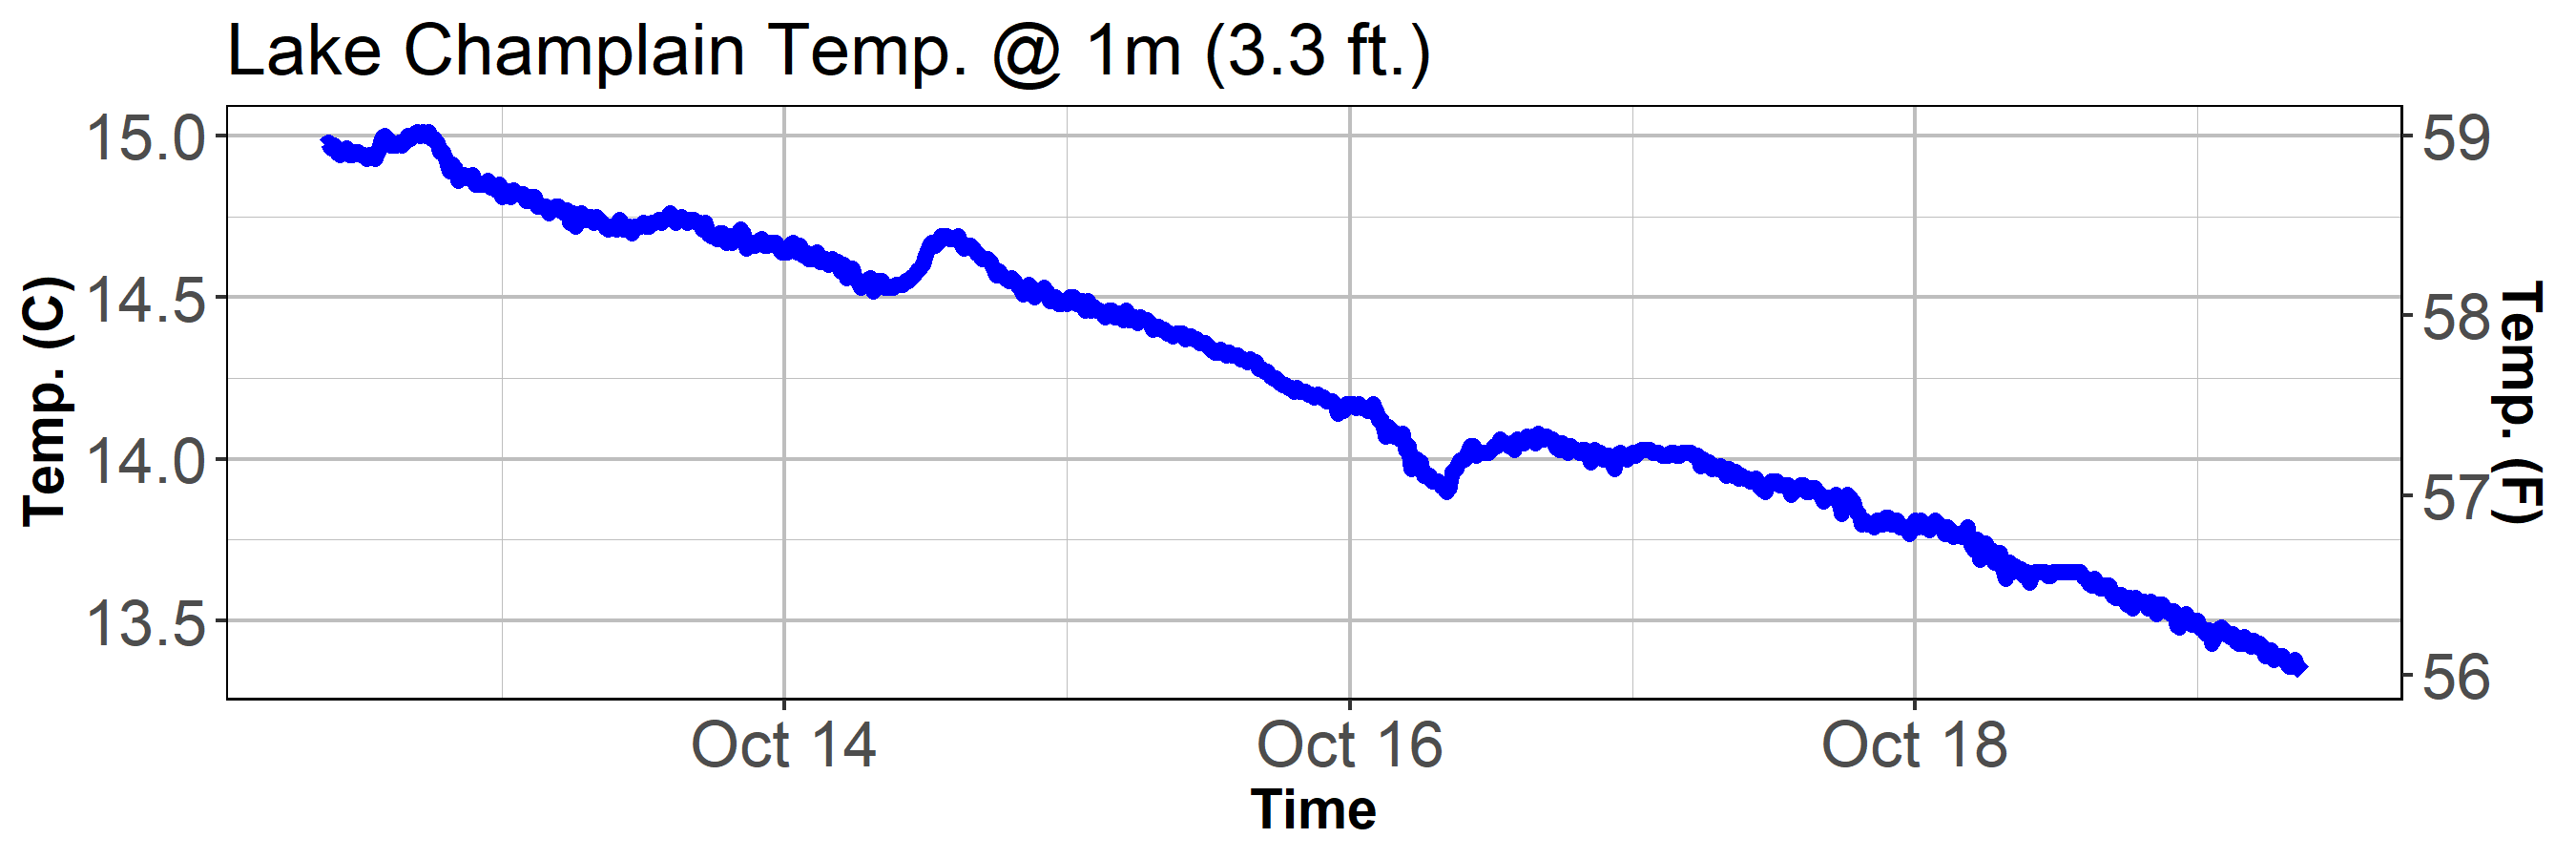 Lake Champlain Temp. @ 1m (3.3 ft.)
Temp. (C)
15.0
14.5
14.0
13.5
59
58
57
56
Temp. (F)
Oct 14 Oct 16 Oct 18
Time